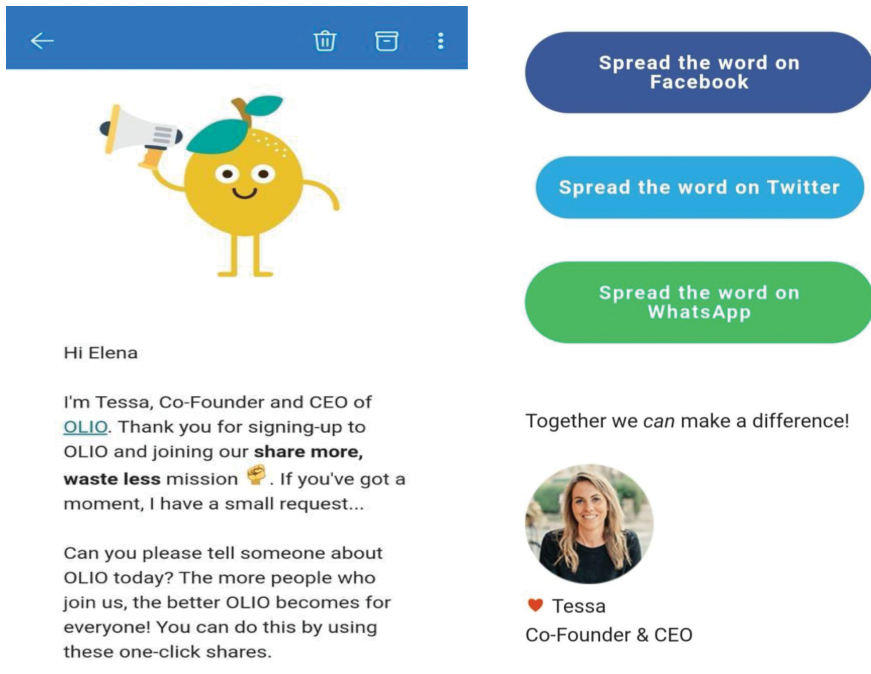 Hi Elena
I'm Tessa, Co-Founder and CEO of
OLIO. Thank you for signing-up to
OLIO and joining our share more,
waste less mission ✊. If you've got a
moment, I have a small request...
Can you please tell someone about
OLIO today? The more people who
join us, the better OLIO becomes for
everyone! You can do this by using
these one-click shares.
Spread the word on
Facebook
Spread the word on Twitter
Spread the word on
WhatsApp
Together we can make a difference!
❤ Tessa
Co-Founder & CEO